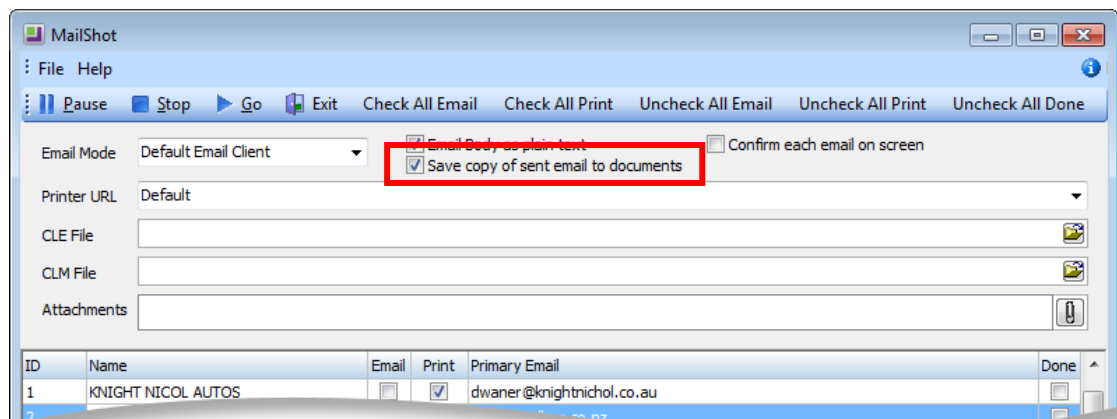 MailShot
File Help
Pause Stop Go Exit Check All Email Check All Print Uncheck All Email Uncheck All Print Uncheck All Done
Email Mode Default Email Client Email Body as plain text Confirm each email on screen
Save copy of sent email to documents
Printer URL Default
CLE File
CLM File
Attachments
ID Name Email Print Primary Email Done
1 KNIGHT NICOL AUTOS dwaner@knightnichol.co.au
2